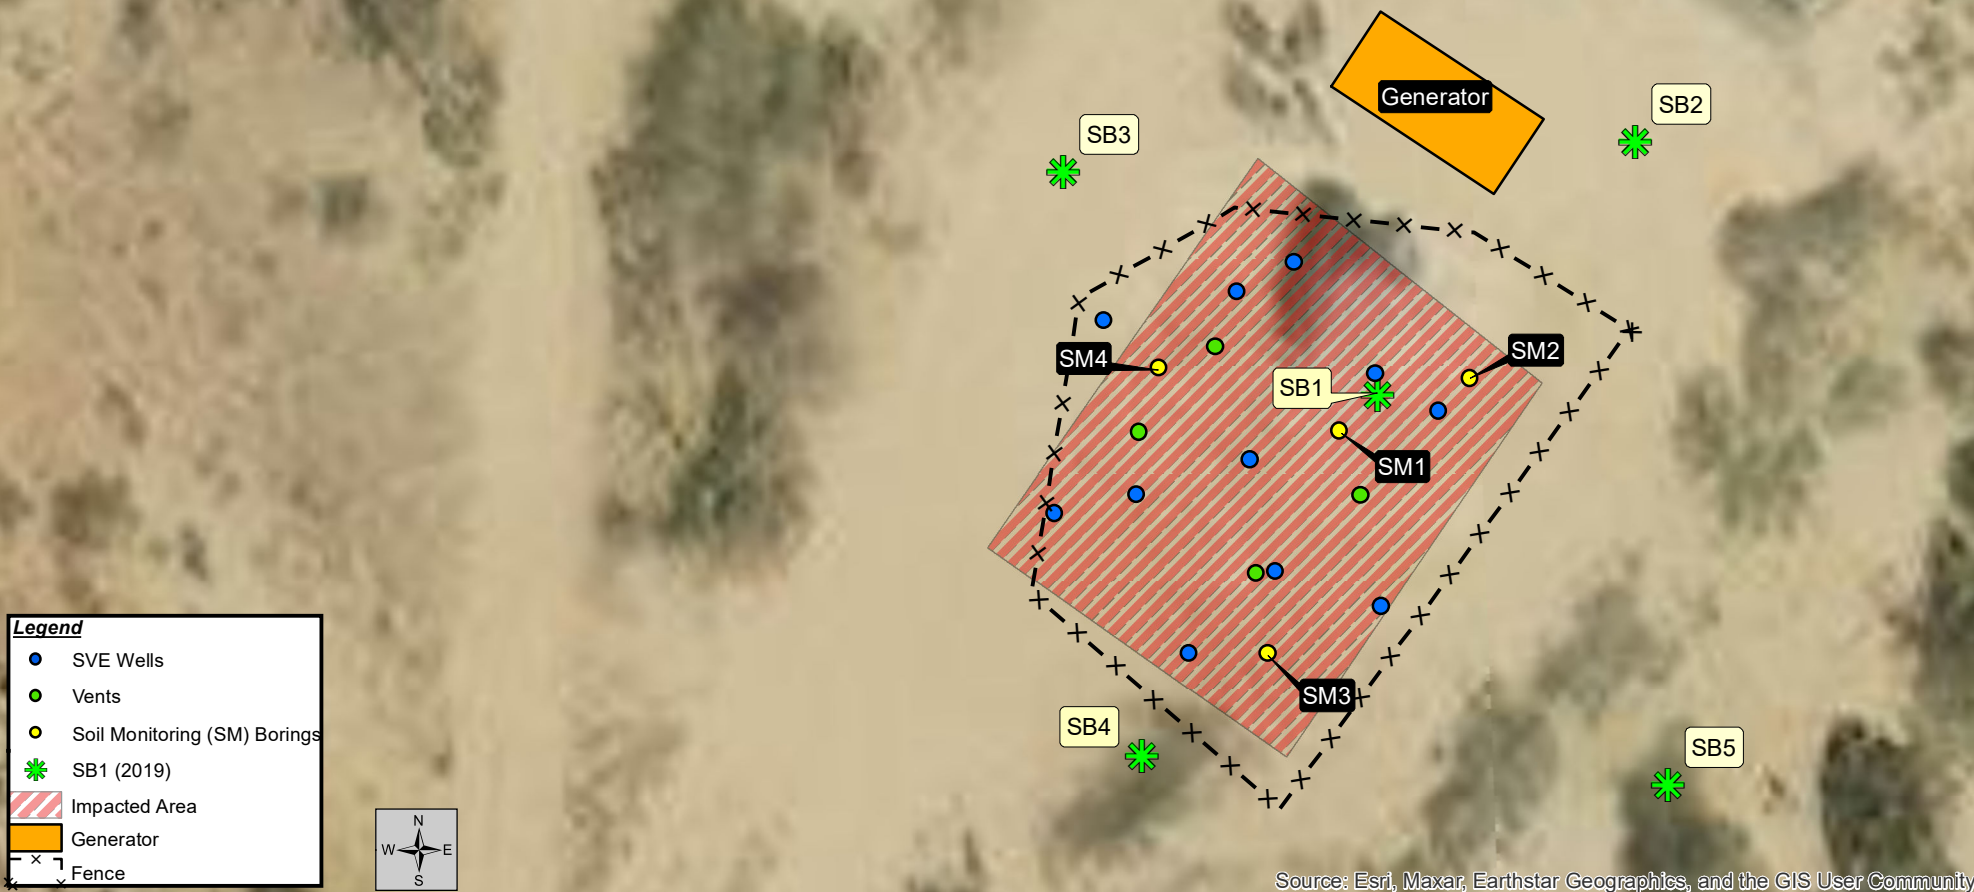 Generator
SB2
SB3
SM2
SM4
SB1
SM1
SM3
SB4
SB5
Legend
SVE Wells
Vents
Soil Monitoring (SM) Borings
SB1 (2019)
Impacted Area
Generator
Fence
N
W E
S
Source: Esri, Maxar, Earthstar Geographics, and the GIS User Community